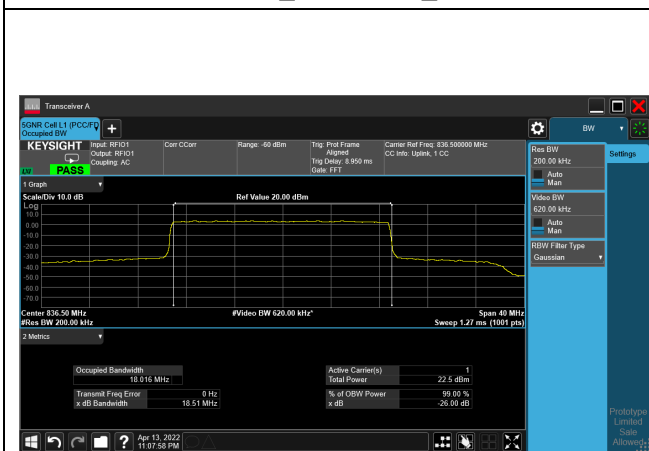 Transceiver A
5GNR Cell L1 (PCC/FD
Occupied BW
KEYSIGHT
LXI
PASS
Input: RFIO1
Output: RFIO1
Coupling: AC
Corr CCorr
Range: -60 dBm
Trig: Prot Frame
Aligned
Trig Delay: 8.950 ms
Gate: FFT
Carrier Ref Freq: 836.500000 MHz
CC Info: Uplink, 1 CC
BW
Res BW
200.00 kHz
Auto
Man
Video BW
620.00 kHz
Auto
Man
RBW Filter Type
Gaussian
Settings
1 Graph
Scale/Div 10.0 dB
Ref Value 20.00 dBm
Log
10.0
0.00
-10.0
-20.0
-30.0
-40.0
-50.0
-60.0
-70.0
Center 836.50 MHz
#Video BW 620.00 kHz*
Span 40 MHz
#Res BW 200.00 kHz
Sweep 1.27 ms (1001 pts)
2 Metrics
Occupied Bandwidth
18.016 MHz
Transmit Freq Error 0 Hz
x dB Bandwidth 18.51 MHz
Active Carrier(s) 1
Total Power 22.5 dBm
% of OBW Power 99.00 %
x dB -26.00 dB
Prototype
Limited
Sale
Allowed
Apr 13, 2022
11:07:58 PM